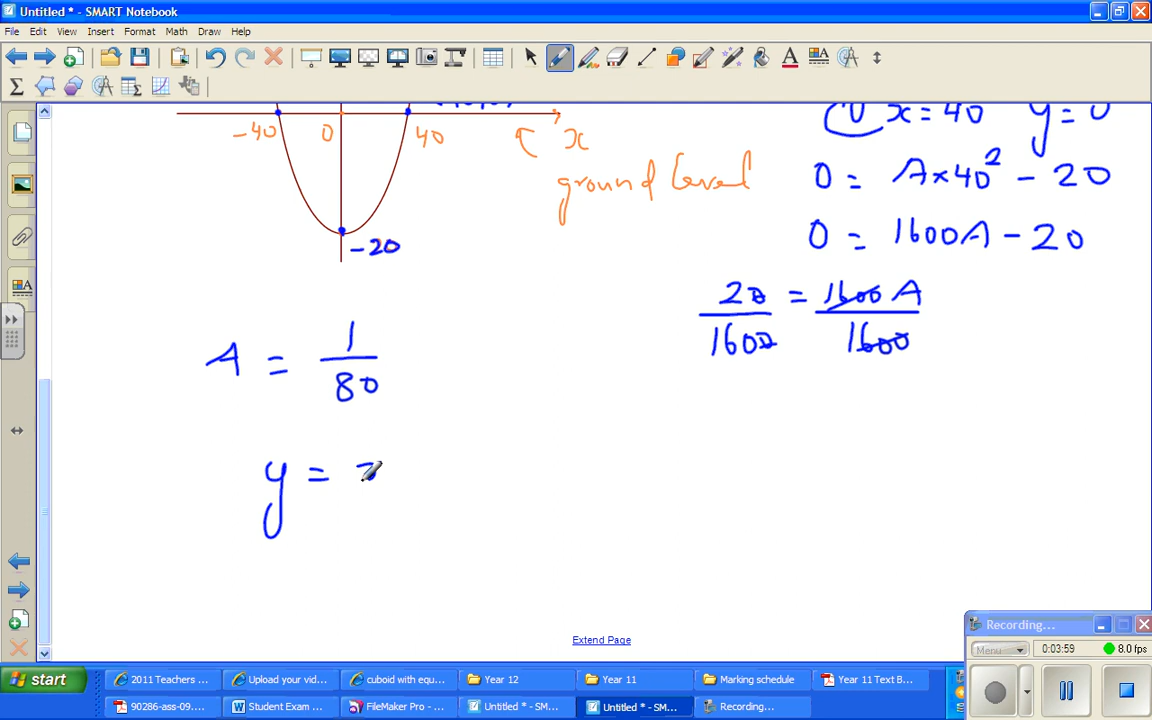 Untitled * - SMART Notebook
File Edit View Insert Format Tools Draw Help
x = 40 y = 0
-40 0 40 x
ground level
0 = A×40² - 20
0 = 1600A - 20
-20
20 = 1600 A
1600 1600
A = 1
80
y =
Extend Page
Recording...
Menu 0:03:59 8.0 fps
start 2011 Teachers ... Upload your vid... cuboid with equ... Year 12 Year 11 Marking schedule Year 11 Text B...
90286-ass-09.... Student Exam ... FileMaker Pro - ... Untitled * - SM... Untitled * - SM... Recording...